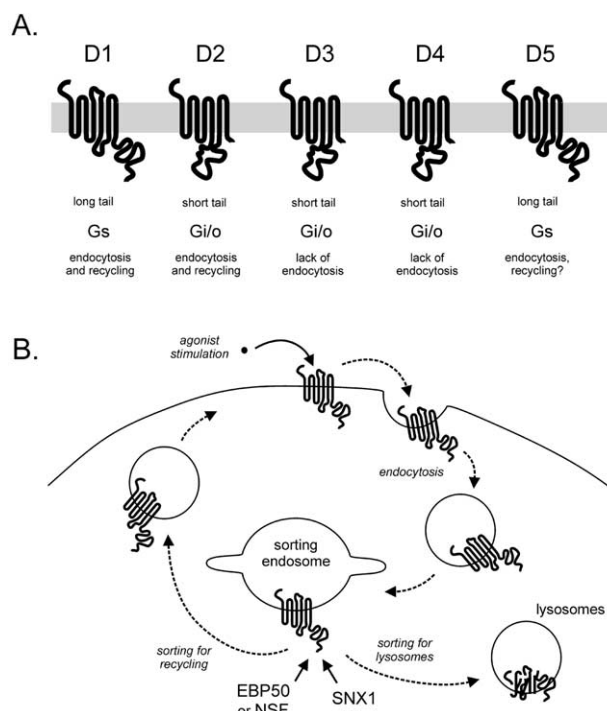 A.
D1 D2 D3 D4 D5
long tail short tail short tail short tail long tail
Gs Gi/o Gi/o Gi/o Gs
endocytosis endocytosis lack of lack of endocytosis,
and recycling and recycling endocytosis endocytosis recycling?
B.
agonist
stimulation
endocytosis
sorting
endosome
lysosomes
sorting for
recycling
sorting for
lysosomes
EBP50
or NSF
SNX1